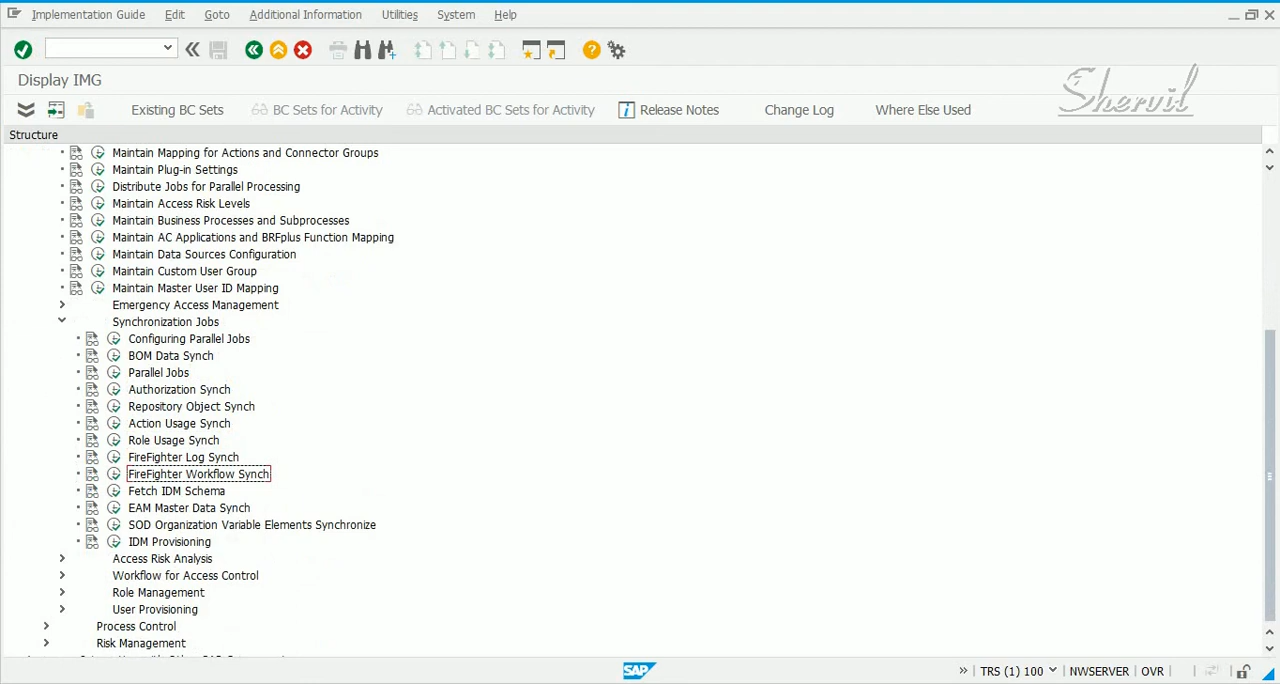 Implementation Guide Edit Goto Additional Information Utilities System Help
Display IMG
Shervil
Existing BC Sets BC Sets for Activity Activated BC Sets for Activity Release Notes Change Log Where Else Used
Structure
Maintain Mapping for Actions and Connector Groups
Maintain Plug-in Settings
Distribute Jobs for Parallel Processing
Maintain Access Risk Levels
Maintain Business Processes and Subprocesses
Maintain AC Applications and BRFplus Function Mapping
Maintain Data Sources Configuration
Maintain Custom User Group
Maintain Master User ID Mapping
Emergency Access Management
Synchronization Jobs
Configuring Parallel Jobs
BOM Data Synch
Parallel Jobs
Authorization Synch
Repository Object Synch
Action Usage Synch
Role Usage Synch
FireFighter Log Synch
FireFighter Workflow Synch
Fetch IDM Schema
EAM Master Data Synch
SOD Organization Variable Elements Synchronize
IDM Provisioning
Access Risk Analysis
Workflow for Access Control
Role Management
User Provisioning
Process Control
Risk Management
SAP » TRS (1) 100 NWSERVER OVR